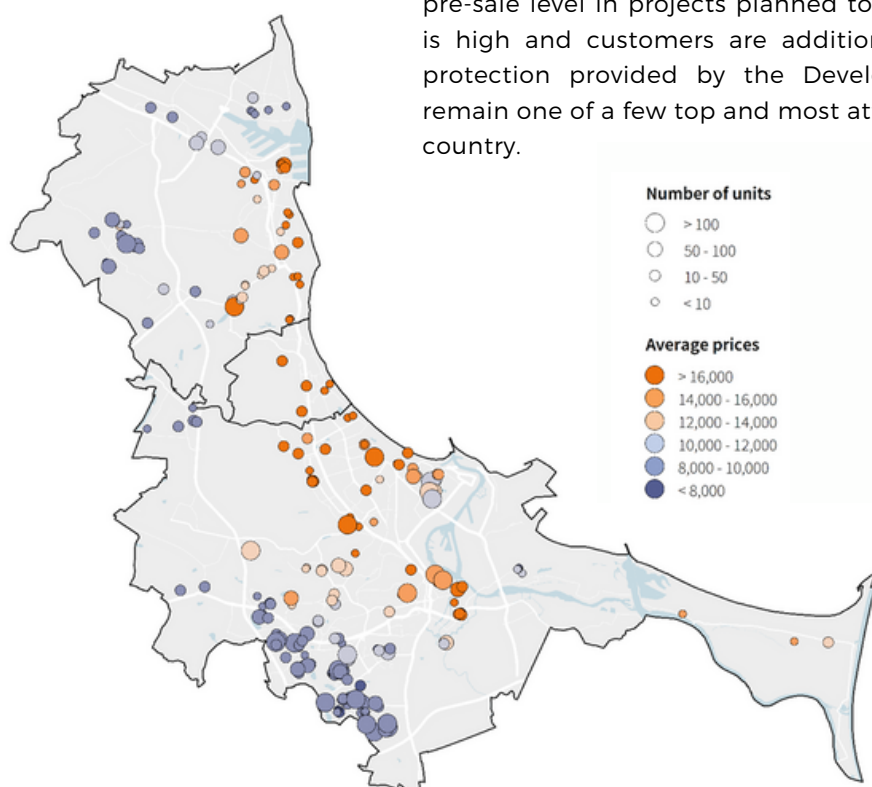 pre-sale level in projects planned to
is high and customers are addition
protection provided by the Devel
remain one of a few top and most at
country.
Number of units
> 100
50 - 100
10 - 50
< 10
Average prices
> 16,000
14,000 - 16,000
12,000 - 14,000
10,000 - 12,000
8,000 - 10,000
< 8,000